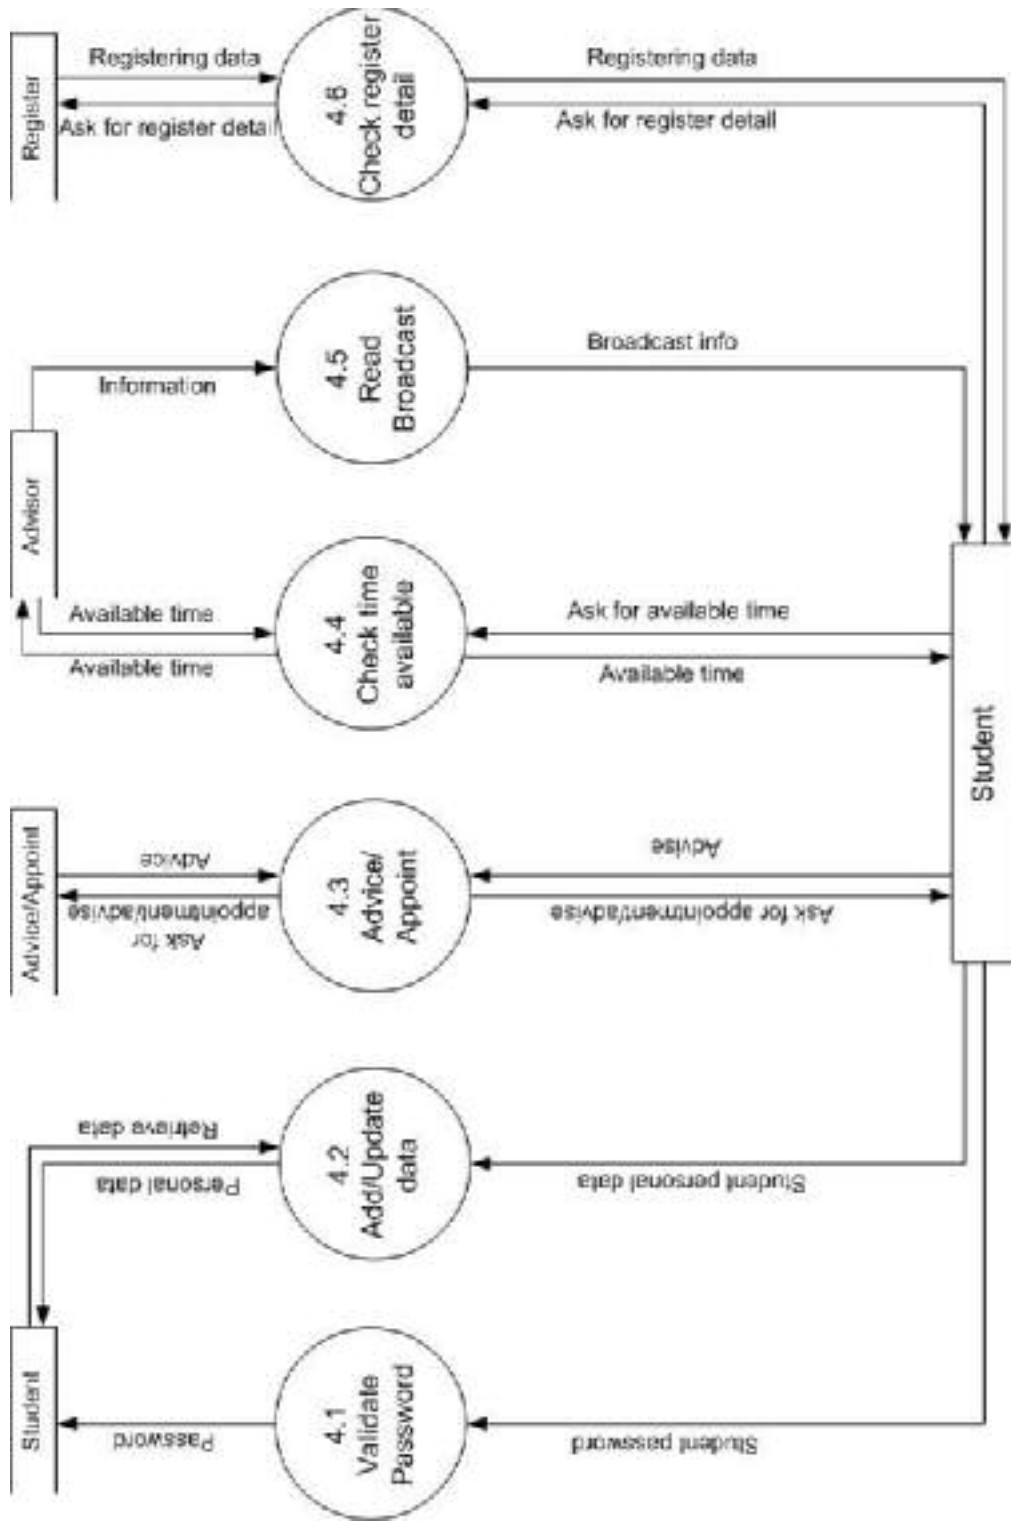 Register
Registering data
Ask for register detail
4.6
Check register
detail
Registering data
Ask for register detail
Advisor
Information
4.5
Read
Broadcast
Broadcast info
Available time
Available time
4.4
Check time
available
Ask for available time
Available time
Student
Advice/Appoint
Advice
Ask for
appointment/advise
4.3
Advice/
Appoint
Advise
Ask for appointment/advise
Retrieve data
Personal data
4.2
Add/Update
data
Student personal data
Student
Password
4.1
Validate
Password
Student password